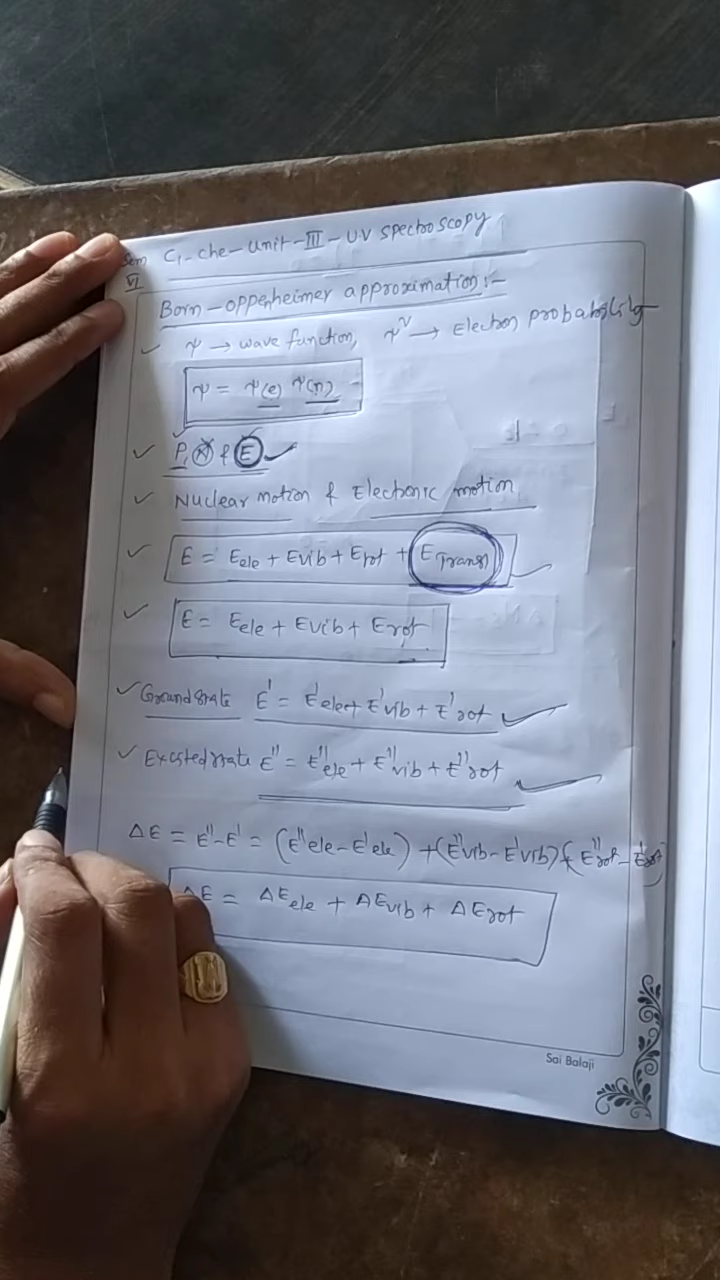 Sem C1-che-unit-III-UV spectroscopy
VI
Born-oppenheimer approximation:-
✓ ψ → wave function, ψ² → Electron probability
ψ = ψ(e) ψ(n)
✓ P, N & E ✓
✓ Nuclear motion & Electronic motion
✓ E = Eele + Evib + Erot + ETrans
✓ E = Eele + Evib + Erot
✓ Groundstate E' = E'ele + E'vib + E'rot ✓
✓ Excited state E'' = E''ele + E''vib + E''rot
ΔE = E''-E' = (E''ele-E'ele) + (E''vib-E'vib) + (E''rot-E'rot)
ΔE = ΔEele + ΔEvib + ΔErot
Sai Balaji